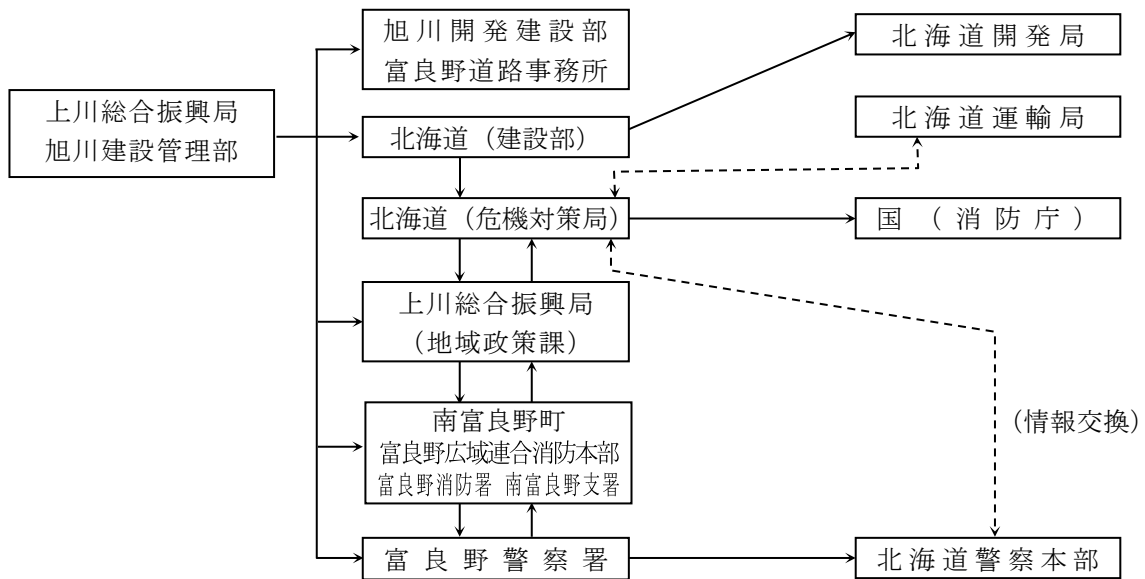 上川総合振興局
旭川建設管理部
旭川開発建設部
富良野道路事務所
北海道（建設部）
北海道（危機対策局）
上川総合振興局
（地域政策課）
南富良野町
富良野広域連合消防本部
富良野消防署 南富良野支署
富良野警察署
北海道開発局
北海道運輸局
国（消防庁）
（情報交換）
北海道警察本部